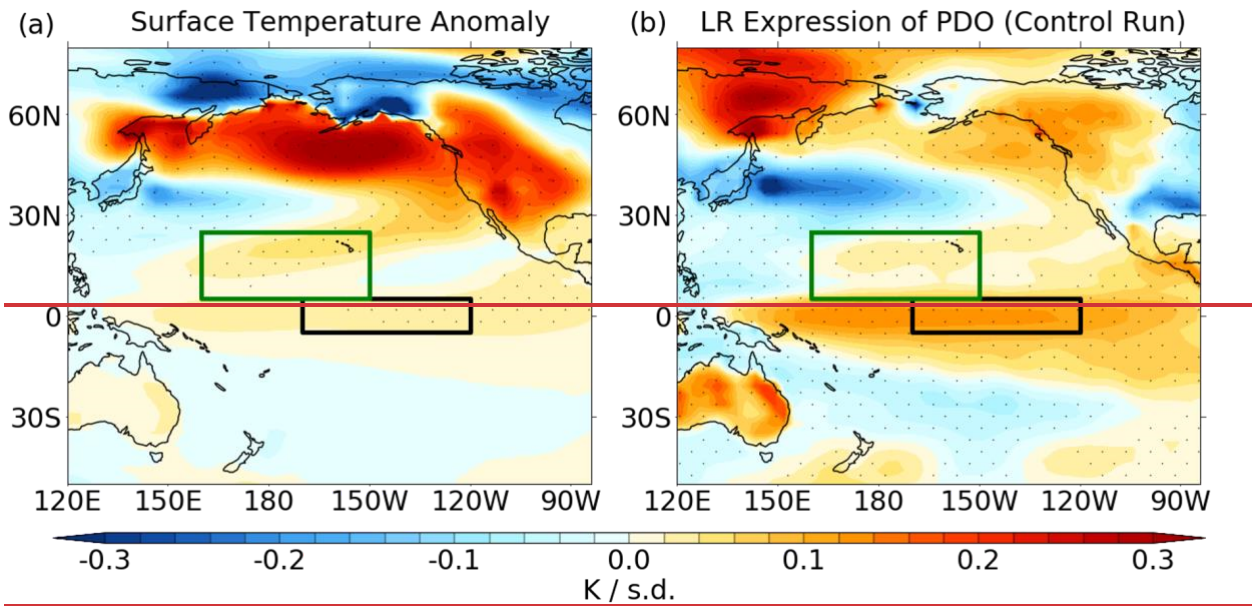 (a) Surface Temperature Anomaly
(b) LR Expression of PDO (Control Run)
60N
30N
0
30S
120E 150E 180 150W 120W 90W
60N
30N
0
30S
120E 150E 180 150W 120W 90W
-0.3 -0.2 -0.1 0.0 0.1 0.2 0.3
K / s.d.